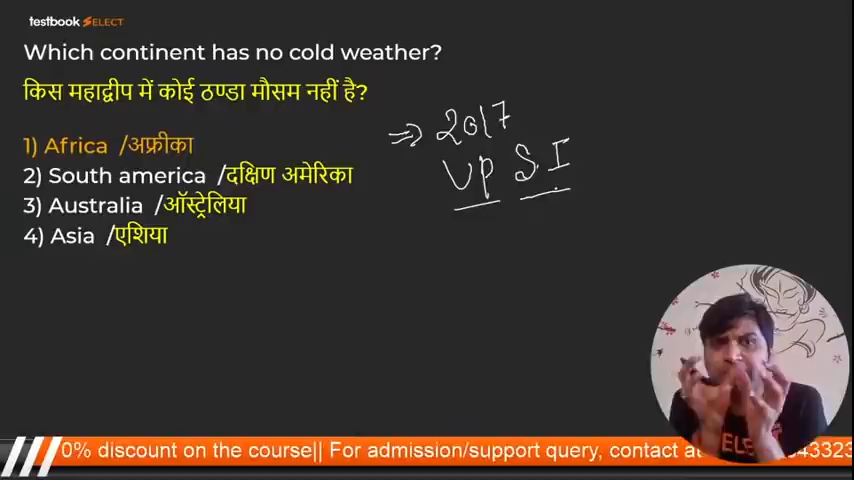 testbook SELECT
Which continent has no cold weather?
किस महाद्वीप में कोई ठण्डा मौसम नहीं है?
⇒ 2017
UP S.I
1) Africa /अफ्रीका
2) South america /दक्षिण अमेरिका
3) Australia /ऑस्ट्रेलिया
4) Asia /एशिया
ELE
0% discount on the course|| For admission/support query, contact at